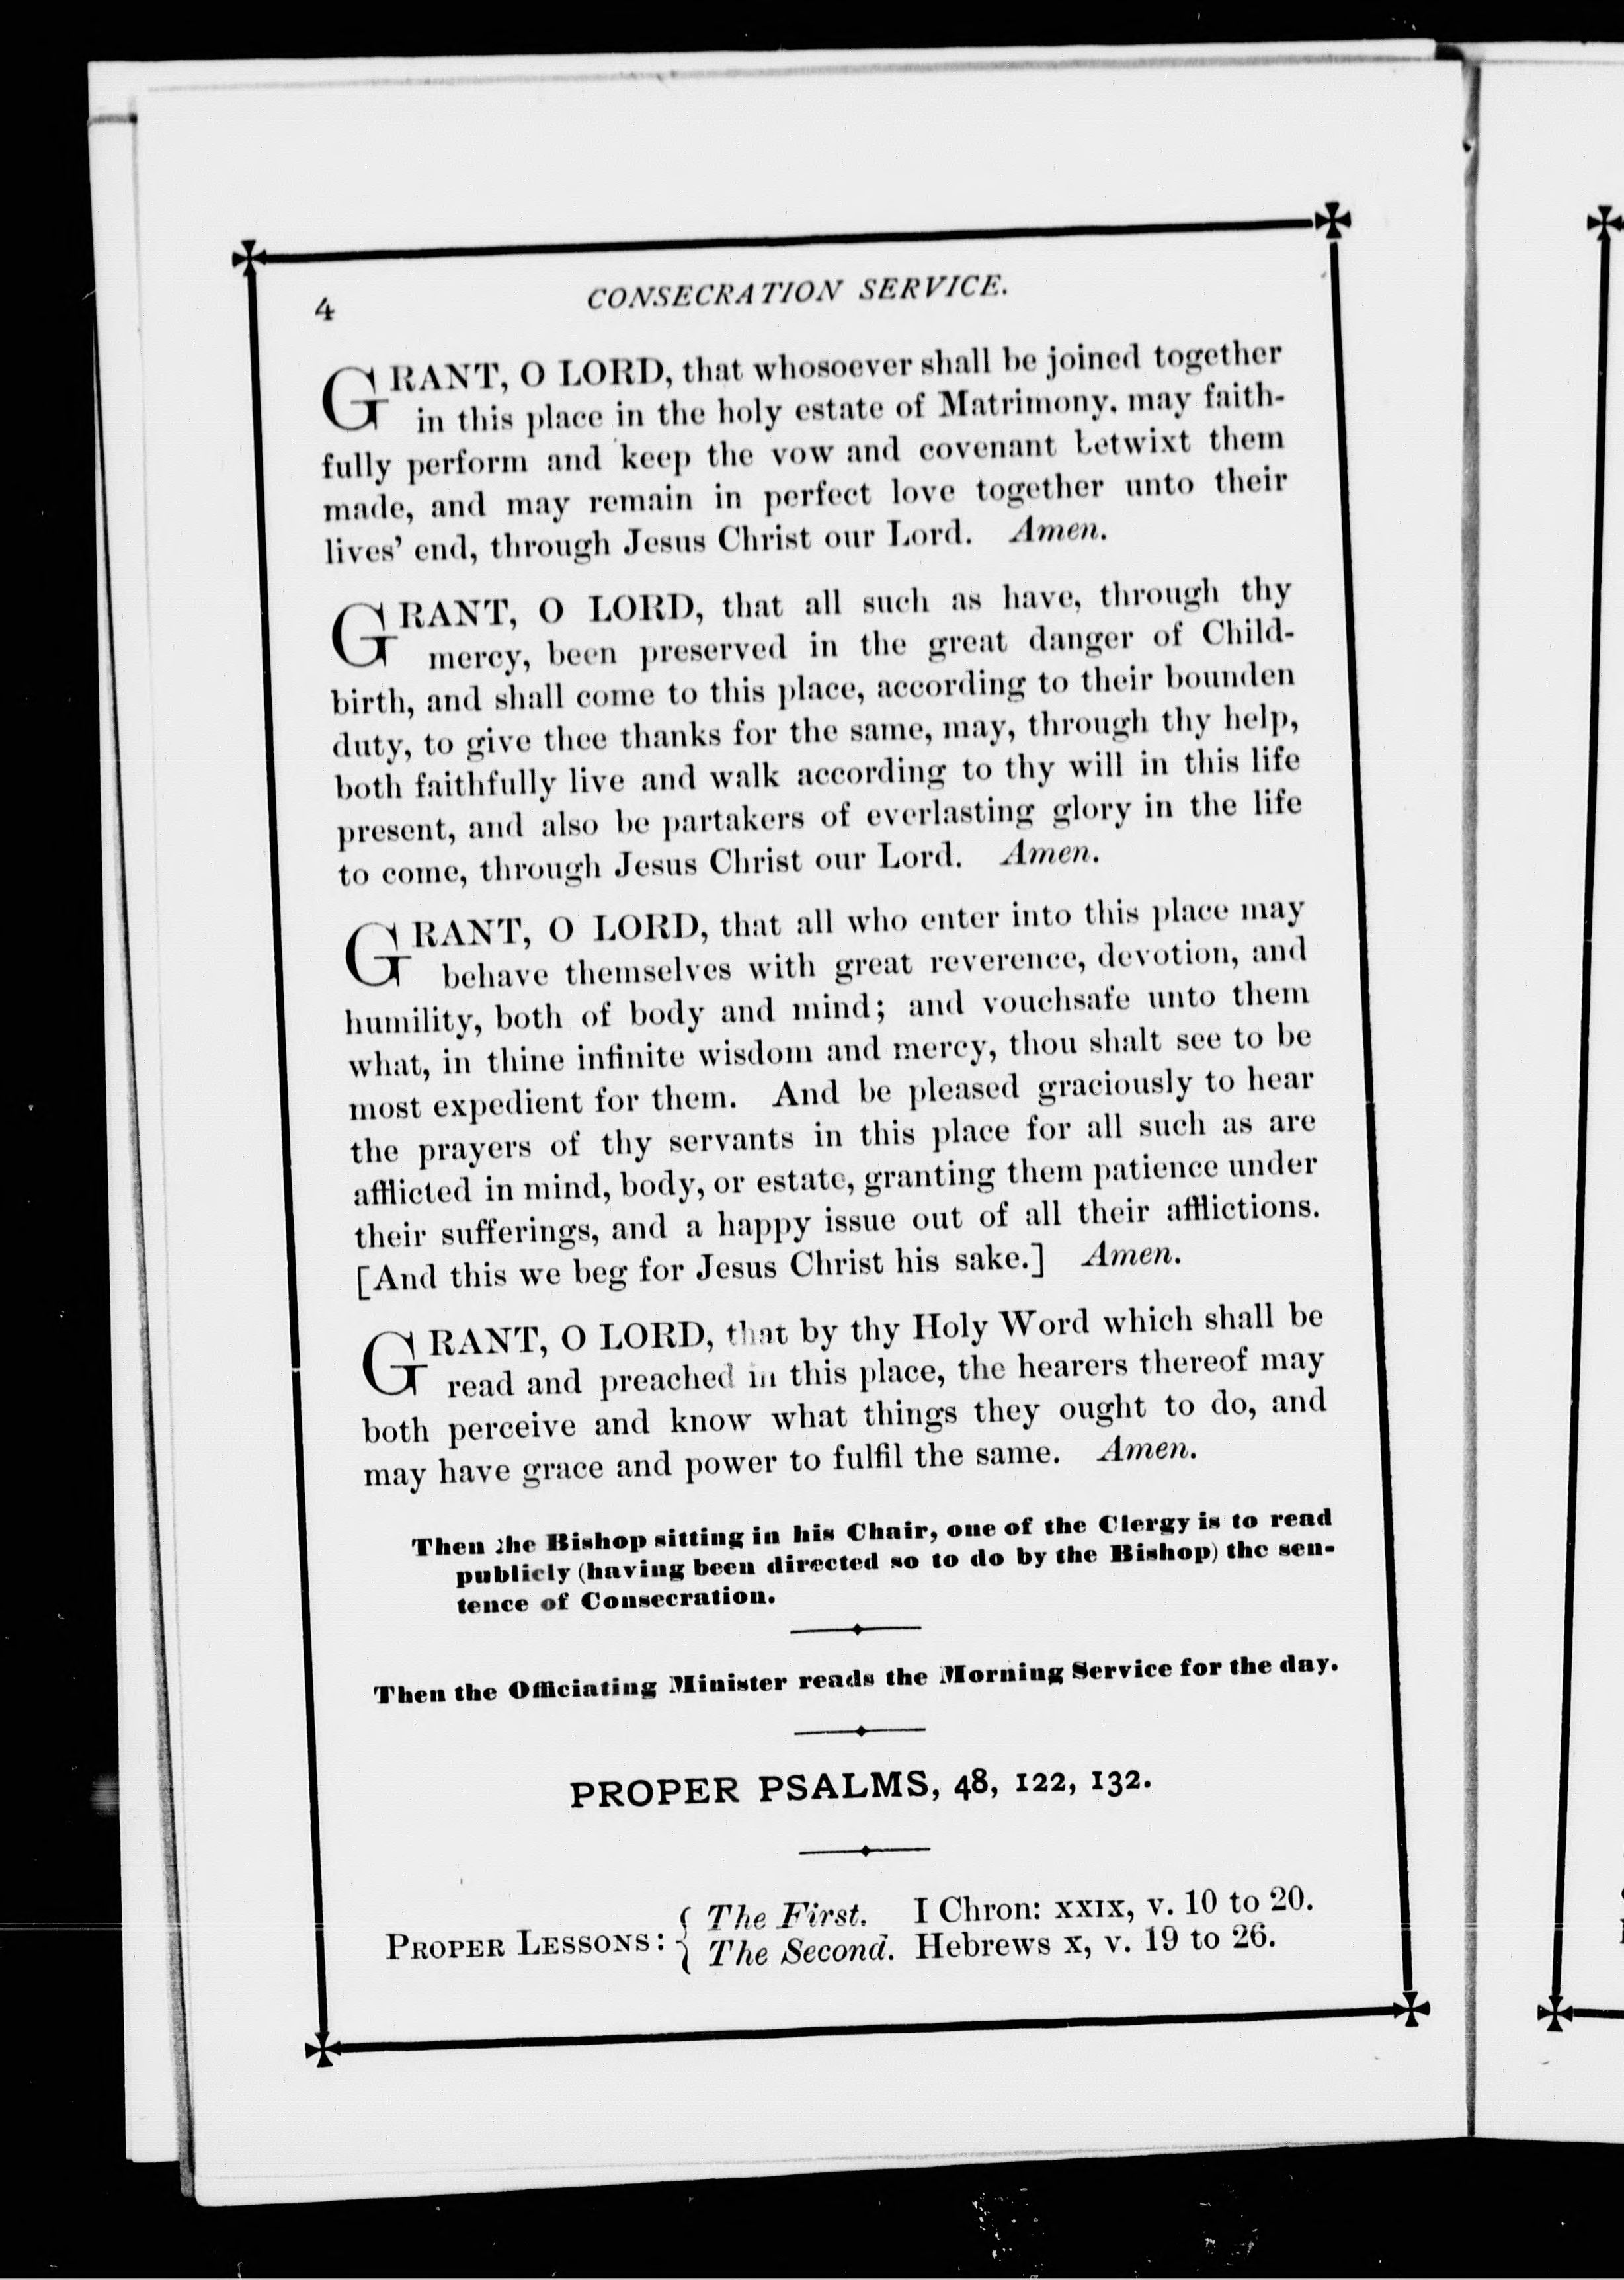 4 CONSECRATION SERVICE.
GRANT, O LORD, that whosoever shall be joined together
in this place in the holy estate of Matrimony, may faith-
fully perform and keep the vow and covenant betwixt them
made, and may remain in perfect love together unto their
lives' end, through Jesus Christ our Lord. Amen.
GRANT, O LORD, that all such as have, through thy
mercy, been preserved in the great danger of Child-
birth, and shall come to this place, according to their bounden
duty, to give thee thanks for the same, may, through thy help,
both faithfully live and walk according to thy will in this life
present, and also be partakers of everlasting glory in the life
to come, through Jesus Christ our Lord. Amen.
GRANT, O LORD, that all who enter into this place may
behave themselves with great reverence, devotion, and
humility, both of body and mind; and vouchsafe unto them
what, in thine infinite wisdom and mercy, thou shalt see to be
most expedient for them. And be pleased graciously to hear
the prayers of thy servants in this place for all such as are
afflicted in mind, body, or estate, granting them patience under
their sufferings, and a happy issue out of all their afflictions.
[And this we beg for Jesus Christ his sake.] Amen.
GRANT, O LORD, that by thy Holy Word which shall be
read and preached in this place, the hearers thereof may
both perceive and know what things they ought to do, and
may have grace and power to fulfil the same. Amen.
Then the Bishop sitting in his Chair, one of the Clergy is to read
publicly (having been directed so to do by the Bishop) the sen-
tence of Consecration.
Then the Officiating Minister reads the Morning Service for the day.
PROPER PSALMS, 48, 122, 132.
PROPER LESSONS: { The First. I Chron: XXIX, v. 10 to 20.
The Second. Hebrews X, v. 19 to 26.